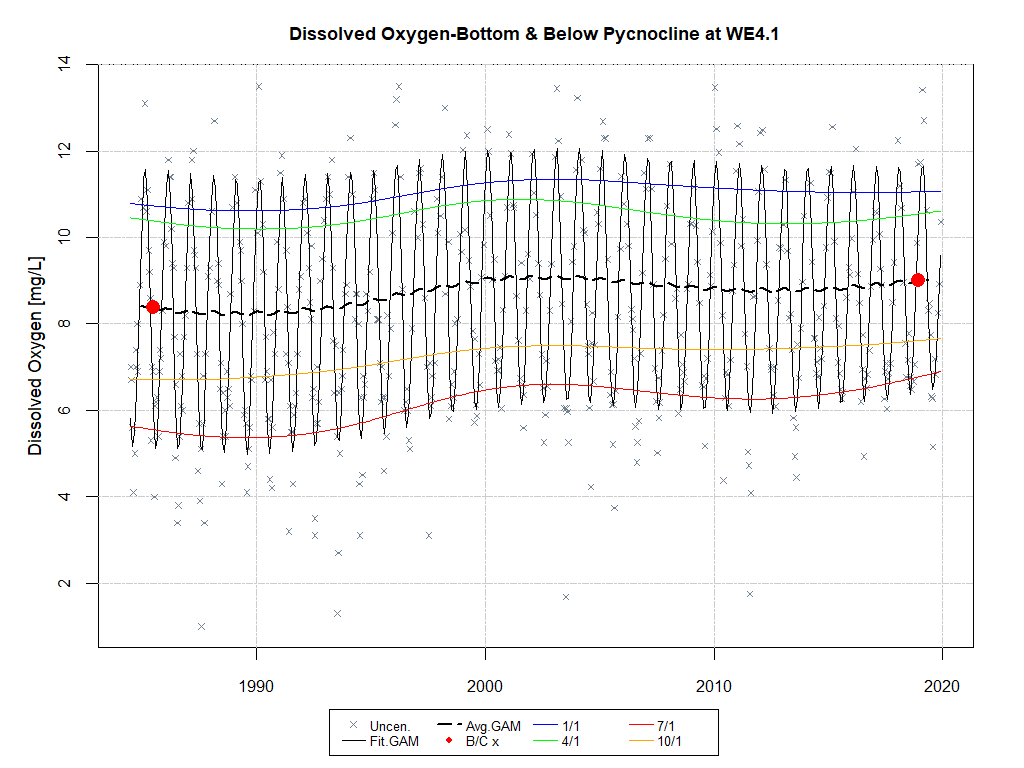 Dissolved Oxygen-Bottom & Below Pycnocline at WE4.1
Dissolved Oxygen [mg/L]
14
12
10
8
6
4
2
1990 2000 2010 2020
Uncen. Avg.GAM 1/1 7/1
Fit.GAM B/C x 4/1 10/1